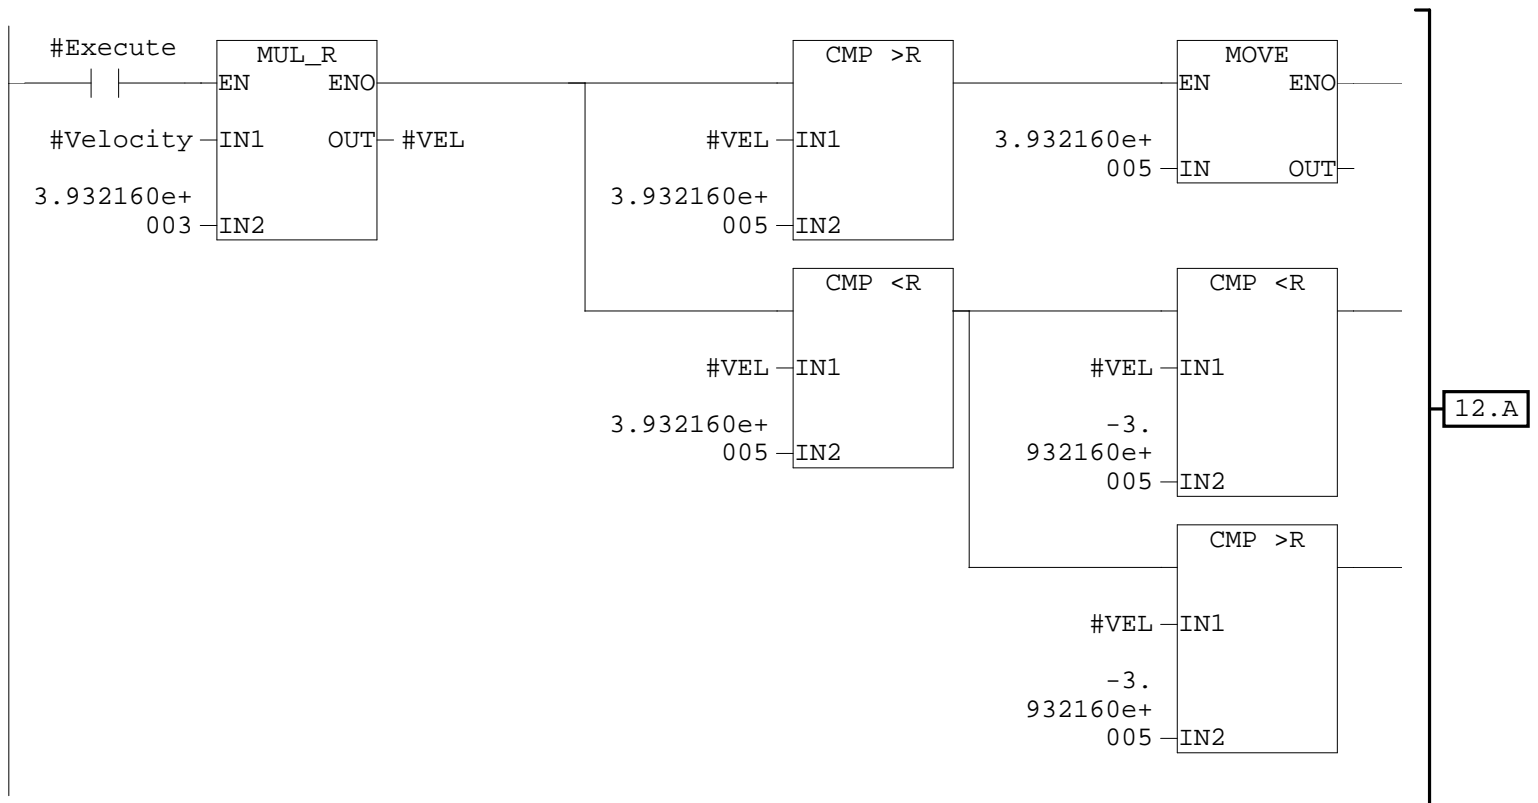 #Execute
MUL_R
CMP >R
MOVE
EN ENO
EN ENO
#Velocity IN1 OUT #VEL
#VEL IN1
3.932160e+
005 IN OUT
3.932160e+
003 IN2
3.932160e+
005 IN2
CMP <R
CMP <R
#VEL IN1
#VEL IN1
3.932160e+
005 IN2
-3.
932160e+
005 IN2
12.A
CMP >R
#VEL IN1
-3.
932160e+
005 IN2